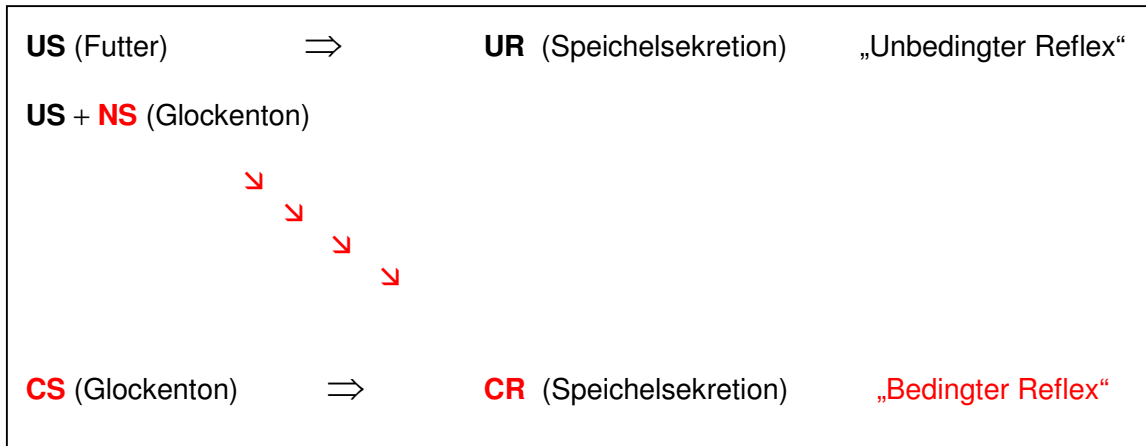 US (Futter) ⇒ UR (Speichelsekretion) „Unbedingter Reflex“
US + NS (Glockenton)
CS (Glockenton) ⇒ CR (Speichelsekretion) „Bedingter Reflex“